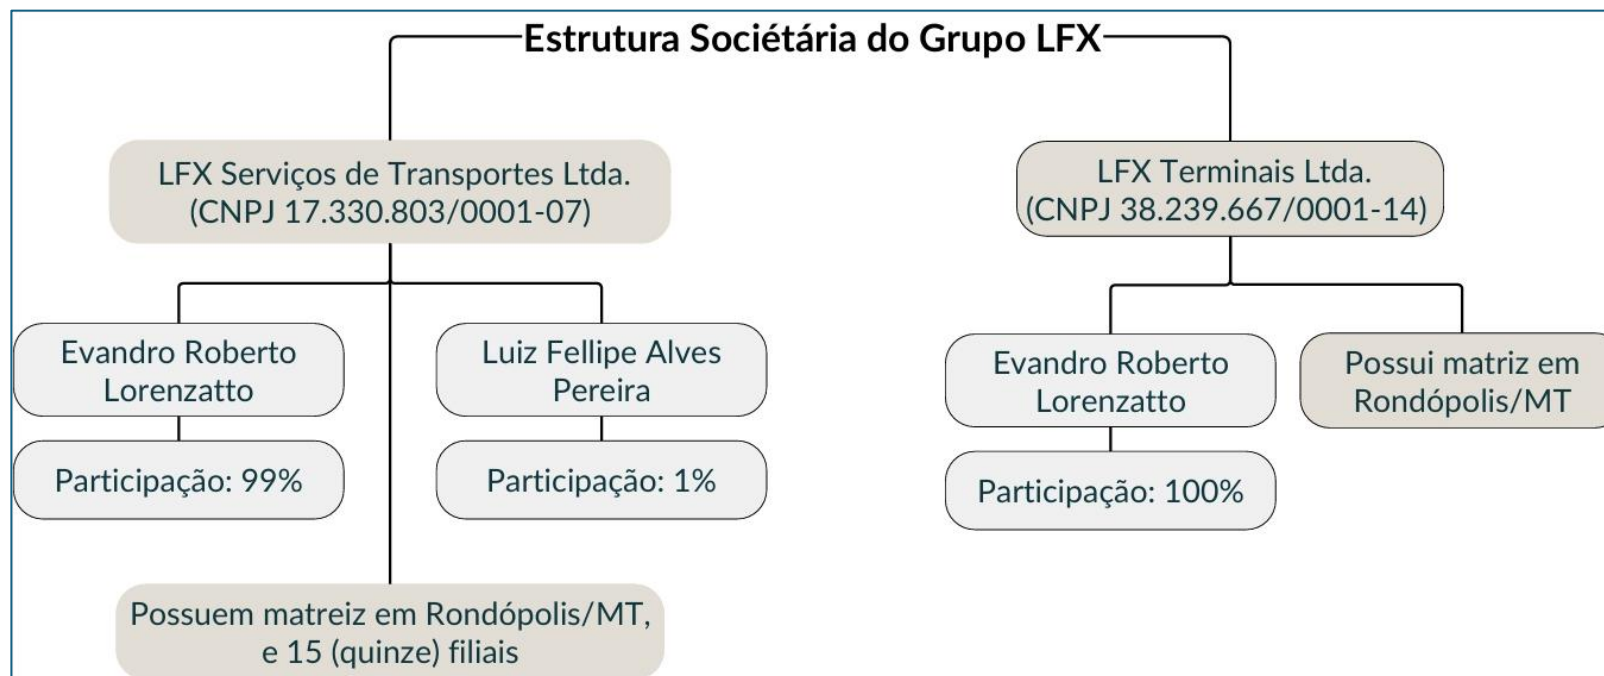 Estrutura Sociétária do Grupo LFX
LFX Serviços de Transportes Ltda.
(CNPJ 17.330.803/0001-07)
LFX Terminais Ltda.
(CNPJ 38.239.667/0001-14)
Evandro Roberto
Lorenzatto
Luiz Fellipe Alves
Pereira
Evandro Roberto
Lorenzatto
Possui matriz em
Rondópolis/MT
Participação: 99%
Participação: 1%
Participação: 100%
Possuem matreiz em Rondópolis/MT,
e 15 (quinze) filiais